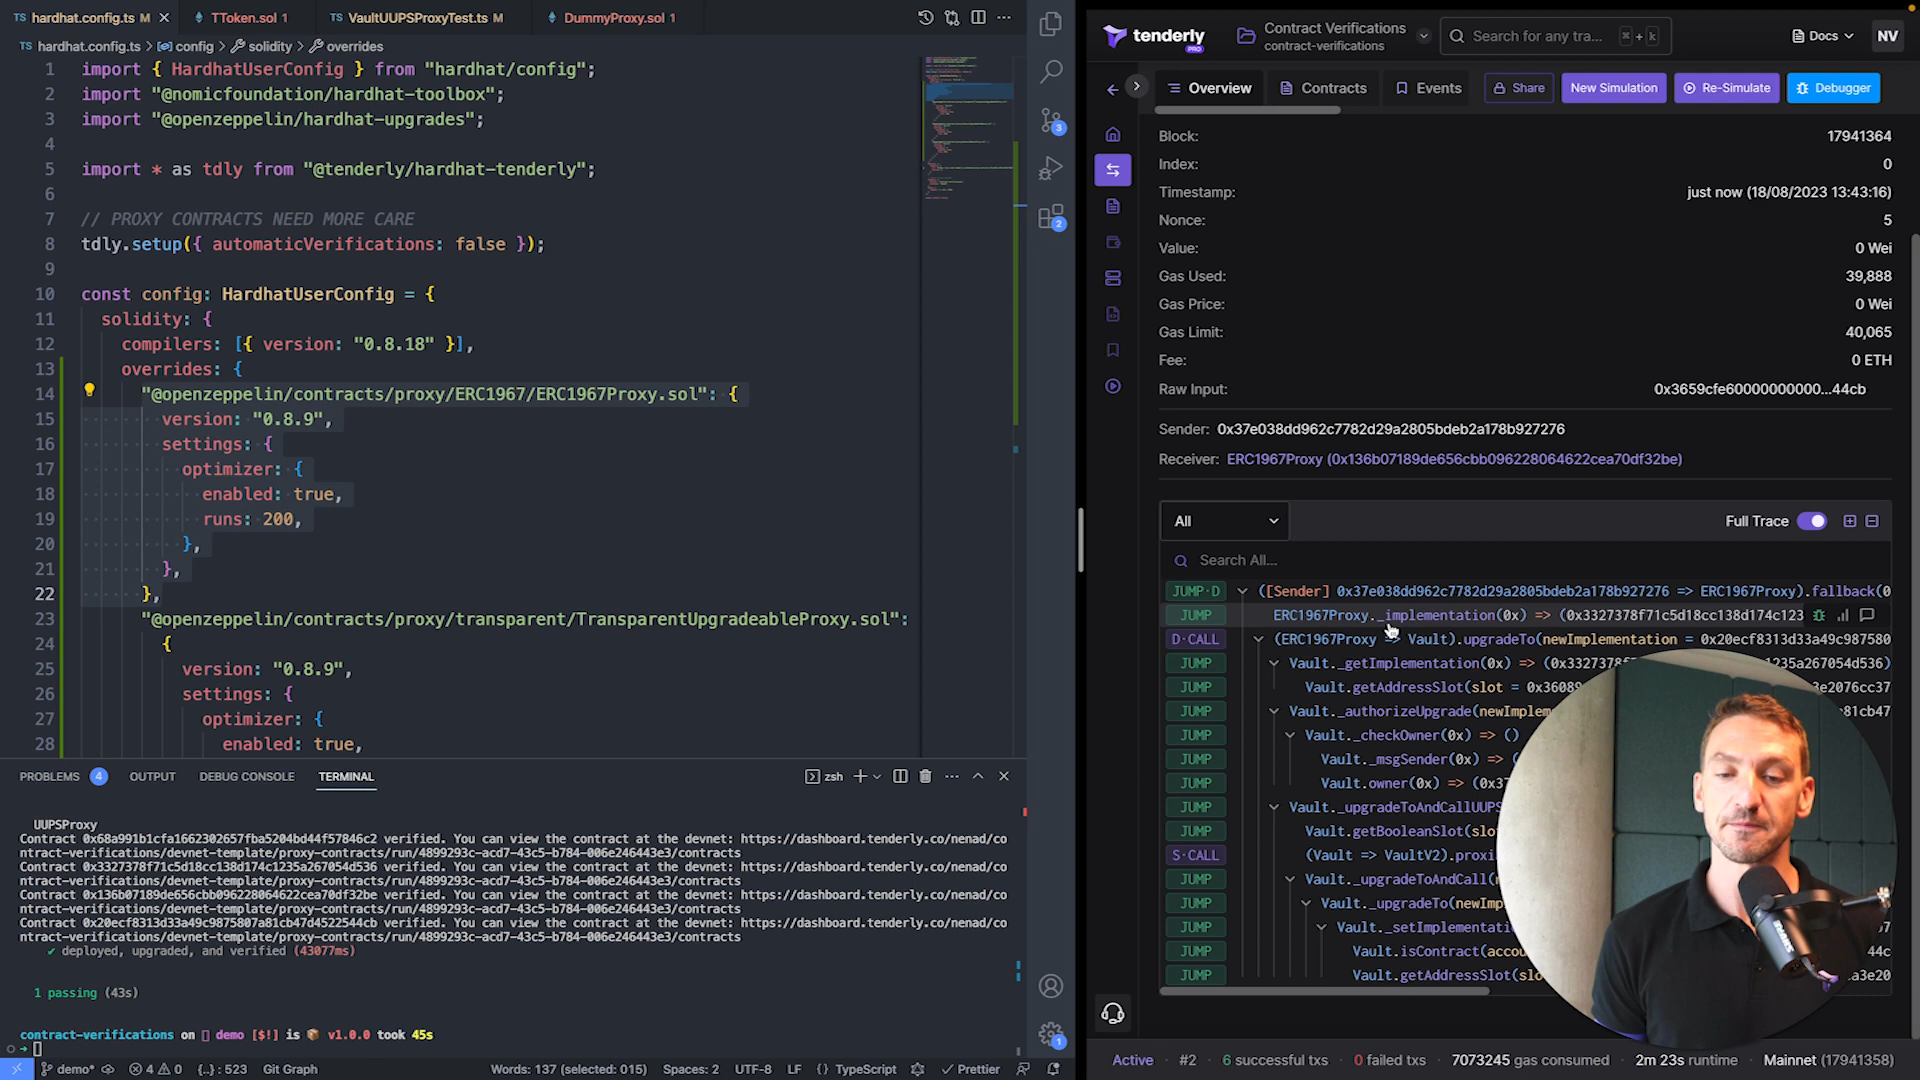 TS hardhat.config.ts M
TToken.sol 1
TS VaultUUPSProxyTest.ts M
DummyProxy.sol 1
TS hardhat.config.ts > config > solidity > overrides
1 import { HardhatUserConfig } from "hardhat/config";
2 import "@nomicfoundation/hardhat-toolbox";
3 import "@openzeppelin/hardhat-upgrades";
4
5 import * as tdly from "@tenderly/hardhat-tenderly";
6
7 // PROXY CONTRACTS NEED MORE CARE
8 tdly.setup({ automaticVerifications: false });
9
10 const config: HardhatUserConfig = {
11 solidity: {
12 compilers: [{ version: "0.8.18" }],
13 overrides: {
14 "@openzeppelin/contracts/proxy/ERC1967/ERC1967Proxy.sol": {
15 version: "0.8.9",
16 settings: {
17 optimizer: {
18 enabled: true,
19 runs: 200,
20 },
21 },
22 },
23 "@openzeppelin/contracts/proxy/transparent/TransparentUpgradeableProxy.sol":
24 {
25 version: "0.8.9",
26 settings: {
27 optimizer: {
28 enabled: true,
PROBLEMS 4 OUTPUT DEBUG CONSOLE TERMINAL
zsh
UUPSProxy
Contract 0x68a991b1cfa1662302657fba5204bd44f57846c2 verified. You can view the contract at the devnet: https://dashboard.tenderly.co/nenad/co
ntract-verifications/devnet-template/proxy-contracts/run/4899293c-acd7-43c5-b784-006e246443e3/contracts
Contract 0x3327378f71c5d18cc138d174c1235a267054d536 verified. You can view the contract at the devnet: https://dashboard.tenderly.co/nenad/co
ntract-verifications/devnet-template/proxy-contracts/run/4899293c-acd7-43c5-b784-006e246443e3/contracts
Contract 0x136b07189de656cbb096228064622cea70df32be verified. You can view the contract at the devnet: https://dashboard.tenderly.co/nenad/co
ntract-verifications/devnet-template/proxy-contracts/run/4899293c-acd7-43c5-b784-006e246443e3/contracts
Contract 0x20ecf8313d33a49c9875807a81cb47d4522544cb verified. You can view the contract at the devnet: https://dashboard.tenderly.co/nenad/co
ntract-verifications/devnet-template/proxy-contracts/run/4899293c-acd7-43c5-b784-006e246443e3/contracts
✔ deployed, upgraded, and verified (43077ms)
1 passing (43s)
contract-verifications on demo [$!] is v1.0.0 took 45s
demo* 4 0 {..} : 523 Git Graph Words: 137 (selected: 015) Spaces: 2 UTF-8 LF {} TypeScript Prettier
3
2
1
tenderly
PRO
Contract Verifications
contract-verifications
Search for any tra... ⌘ + k
Docs
NV
Overview Contracts Events Share New Simulation Re-Simulate Debugger
Block: 17941364
Index: 0
Timestamp: just now (18/08/2023 13:43:16)
Nonce: 5
Value: 0 Wei
Gas Used: 39,888
Gas Price: 0 Wei
Gas Limit: 40,065
Fee: 0 ETH
Raw Input: 0x3659cfe60000000000...44cb
Sender: 0x37e038dd962c7782d29a2805bdeb2a178b927276
Receiver: ERC1967Proxy (0x136b07189de656cbb096228064622cea70df32be)
All
Full Trace
Search All...
JUMP·D ([Sender] 0x37e038dd962c7782d29a2805bdeb2a178b927276 => ERC1967Proxy).fallback(0
JUMP ERC1967Proxy._implementation(0x) => (0x3327378f71c5d18cc138d174c123
D·CALL (ERC1967Proxy => Vault).upgradeTo(newImplementation = 0x20ecf8313d33a49c987580
JUMP Vault._getImplementation(0x) => (0x3327378f7 1235a267054d536)
JUMP Vault.getAddressSlot(slot = 0x36089 3e2076cc37
JUMP Vault._authorizeUpgrade(newImplem a81cb47
JUMP Vault._checkOwner(0x) => ()
JUMP Vault._msgSender(0x) => (
JUMP Vault.owner(0x) => (0x37
JUMP Vault._upgradeToAndCallUUPS
JUMP Vault.getBooleanSlot(slo
S·CALL (Vault => VaultV2).proxi
JUMP Vault._upgradeToAndCall(
JUMP Vault._upgradeTo(newImp
JUMP Vault._setImplementati
JUMP Vault.isContract(accou 44c
JUMP Vault.getAddressSlot(slo a3e20
Active · #2 · 6 successful txs · 0 failed txs · 7073245 gas consumed · 2m 23s runtime · Mainnet (17941358)